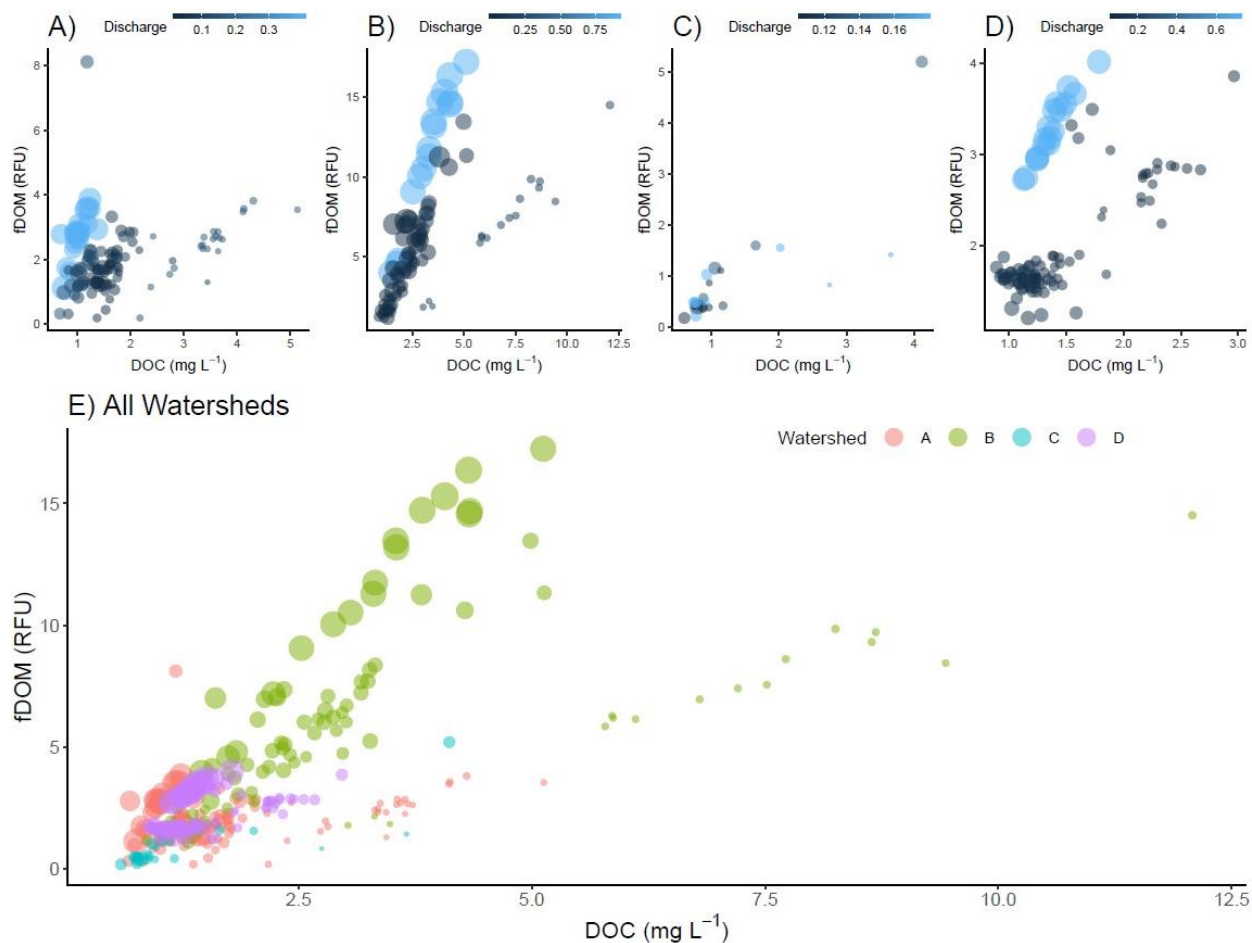 A) Discharge 0.1 0.2 0.3
8
6
4
2
0
fDOM (RFU)
1 2 3 4 5
DOC (mg L⁻¹)
B) Discharge 0.25 0.50 0.75
15
10
5
fDOM (RFU)
2.5 5.0 7.5 10.0 12.5
DOC (mg L⁻¹)
C) Discharge 0.12 0.14 0.16
5
4
3
2
1
0
fDOM (RFU)
1 2 3 4
DOC (mg L⁻¹)
D) Discharge 0.2 0.4 0.6
4
3
2
fDOM (RFU)
1.0 1.5 2.0 2.5 3.0
DOC (mg L⁻¹)
E) All Watersheds
Watershed A B C D
15
10
5
0
fDOM (RFU)
2.5 5.0 7.5 10.0 12.5
DOC (mg L⁻¹)